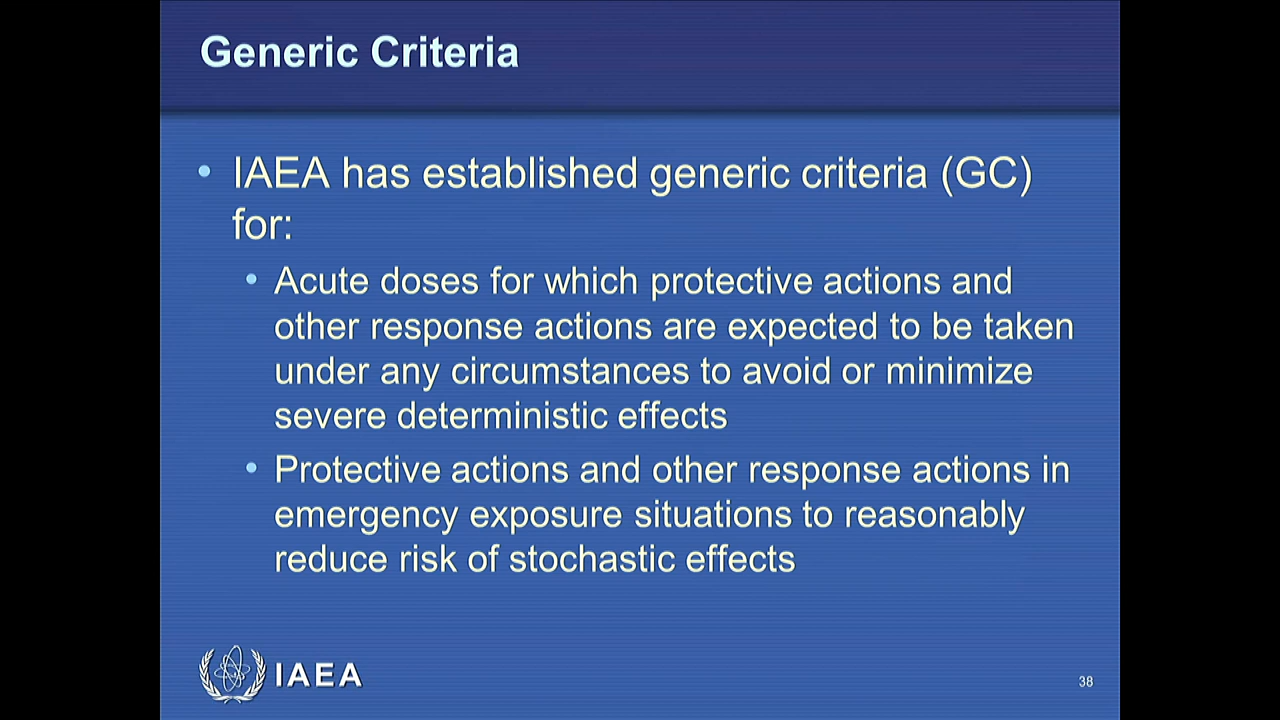 Generic Criteria
• IAEA has established generic criteria (GC)
for:
• Acute doses for which protective actions and
other response actions are expected to be taken
under any circumstances to avoid or minimize
severe deterministic effects
• Protective actions and other response actions in
emergency exposure situations to reasonably
reduce risk of stochastic effects
IAEA
38